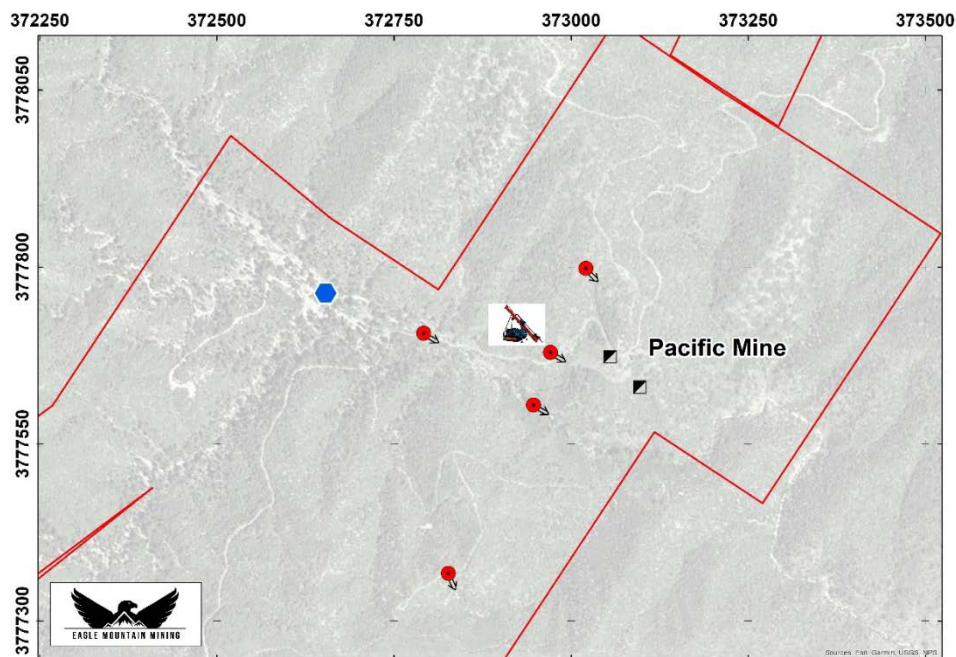 372250 372500 372750 373000 373250 373500
3778050
3777800
Pacific Mine
3777550
3777300
EAGLE MOUNTAIN MINING
Sources: Esri, Garmin, USGS, NPS